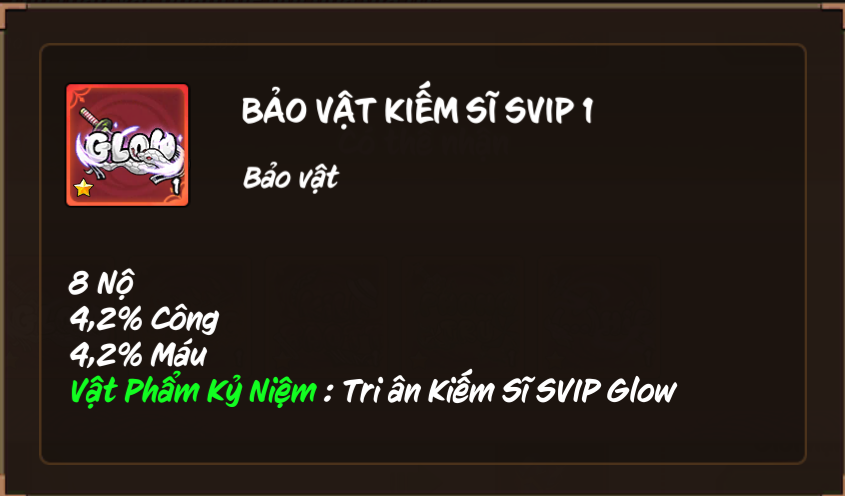 BẢO VẬT KIẾM SĨ SVIP 1
GLOW
Bảo vật
1
8 Nộ
4,2% Công
4,2% Máu
Vật Phẩm Kỷ Niệm : Tri ân Kiếm Sĩ SVIP Glow